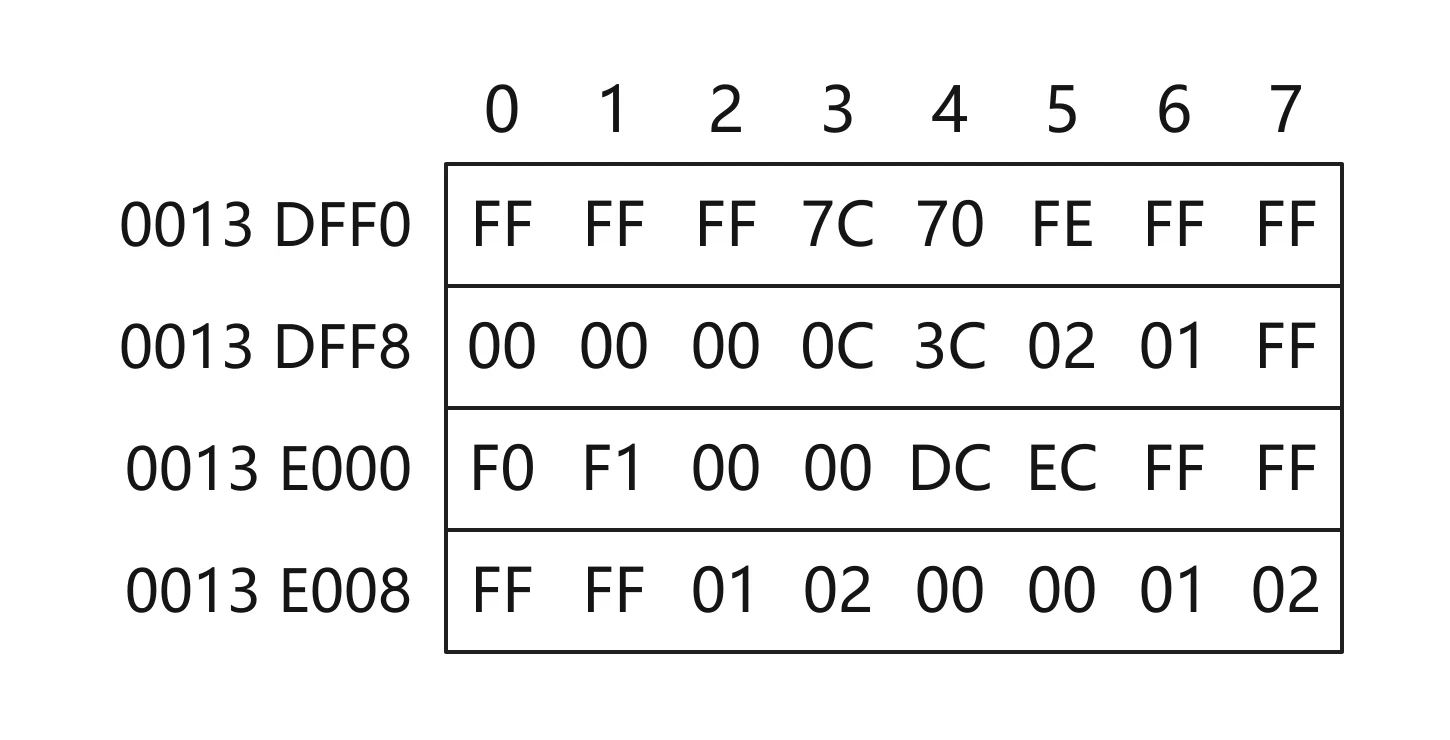 0 1 2 3 4 5 6 7
0013 DFF0 FF FF FF 7C 70 FE FF FF
0013 DFF8 00 00 00 0C 3C 02 01 FF
0013 E000 F0 F1 00 00 DC EC FF FF
0013 E008 FF FF 01 02 00 00 01 02